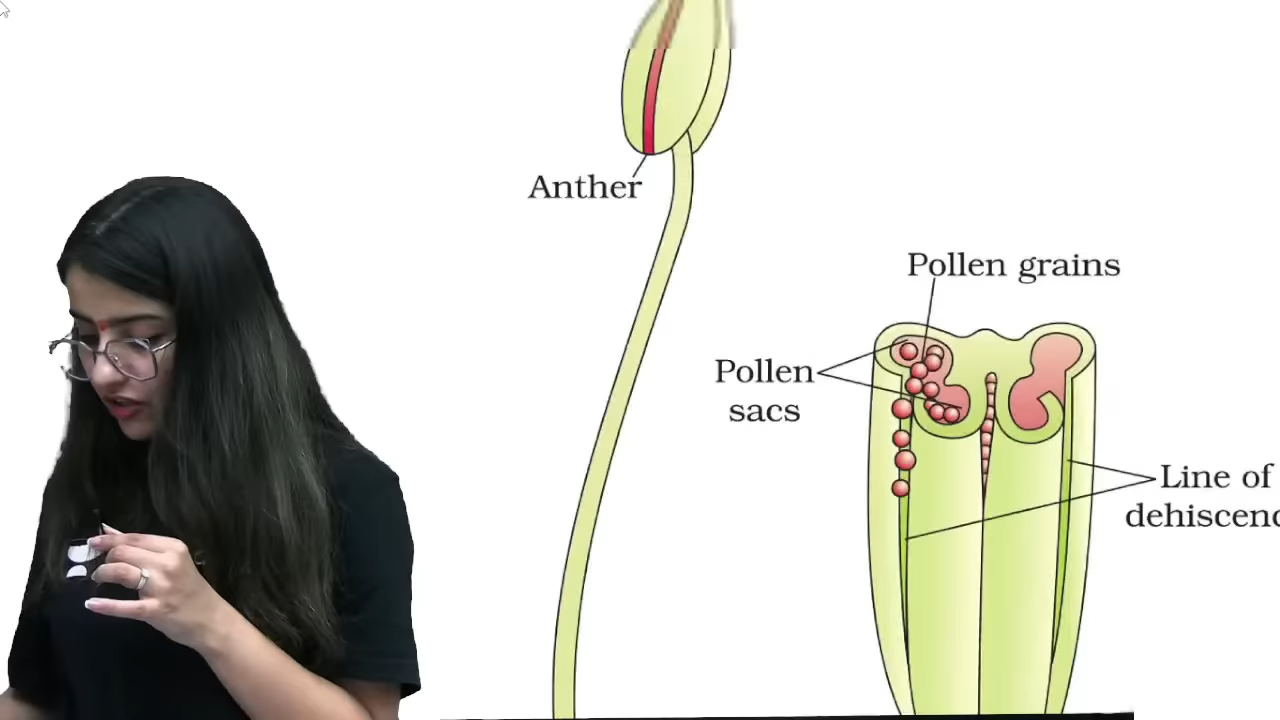 Anther
Pollen grains
Pollen
sacs
Line of